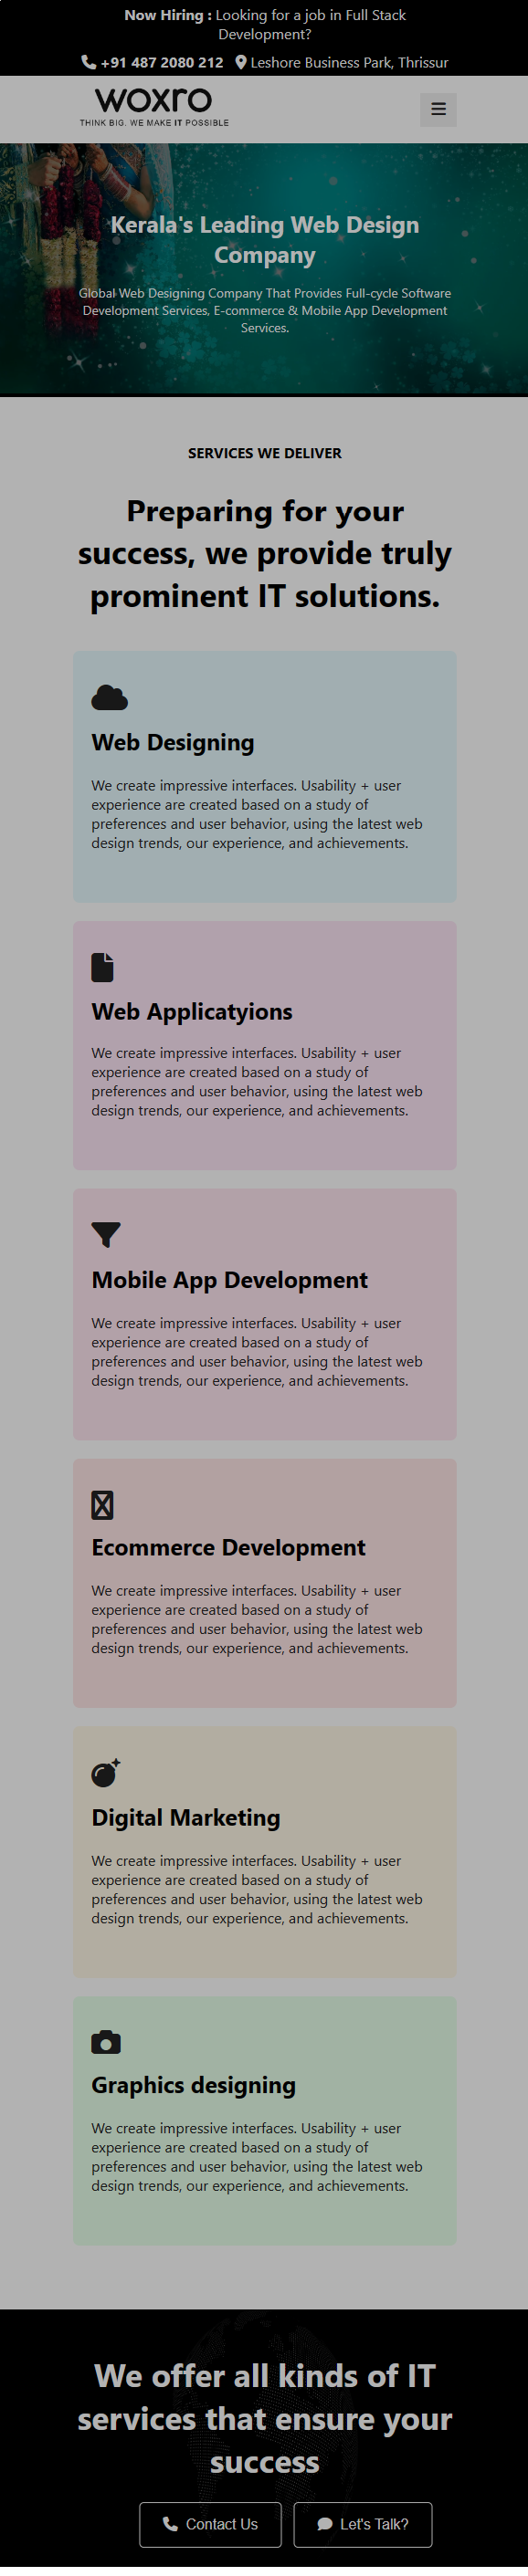 Now Hiring : Looking for a job in Full Stack
Development?
+91 487 2080 212 Leshore Business Park, Thrissur
woxro
THINK BIG. WE MAKE IT POSSIBLE
Kerala's Leading Web Design
Company
Global Web Designing Company That Provides Full-cycle Software
Development Services, E-commerce & Mobile App Development
Services.
SERVICES WE DELIVER
Preparing for your
success, we provide truly
prominent IT solutions.
Web Designing
We create impressive interfaces. Usability + user
experience are created based on a study of
preferences and user behavior, using the latest web
design trends, our experience, and achievements.
Web Applicatyions
We create impressive interfaces. Usability + user
experience are created based on a study of
preferences and user behavior, using the latest web
design trends, our experience, and achievements.
Mobile App Development
We create impressive interfaces. Usability + user
experience are created based on a study of
preferences and user behavior, using the latest web
design trends, our experience, and achievements.
Ecommerce Development
We create impressive interfaces. Usability + user
experience are created based on a study of
preferences and user behavior, using the latest web
design trends, our experience, and achievements.
Digital Marketing
We create impressive interfaces. Usability + user
experience are created based on a study of
preferences and user behavior, using the latest web
design trends, our experience, and achievements.
Graphics designing
We create impressive interfaces. Usability + user
experience are created based on a study of
preferences and user behavior, using the latest web
design trends, our experience, and achievements.
We offer all kinds of IT
services that ensure your
success
Contact Us Let's Talk?